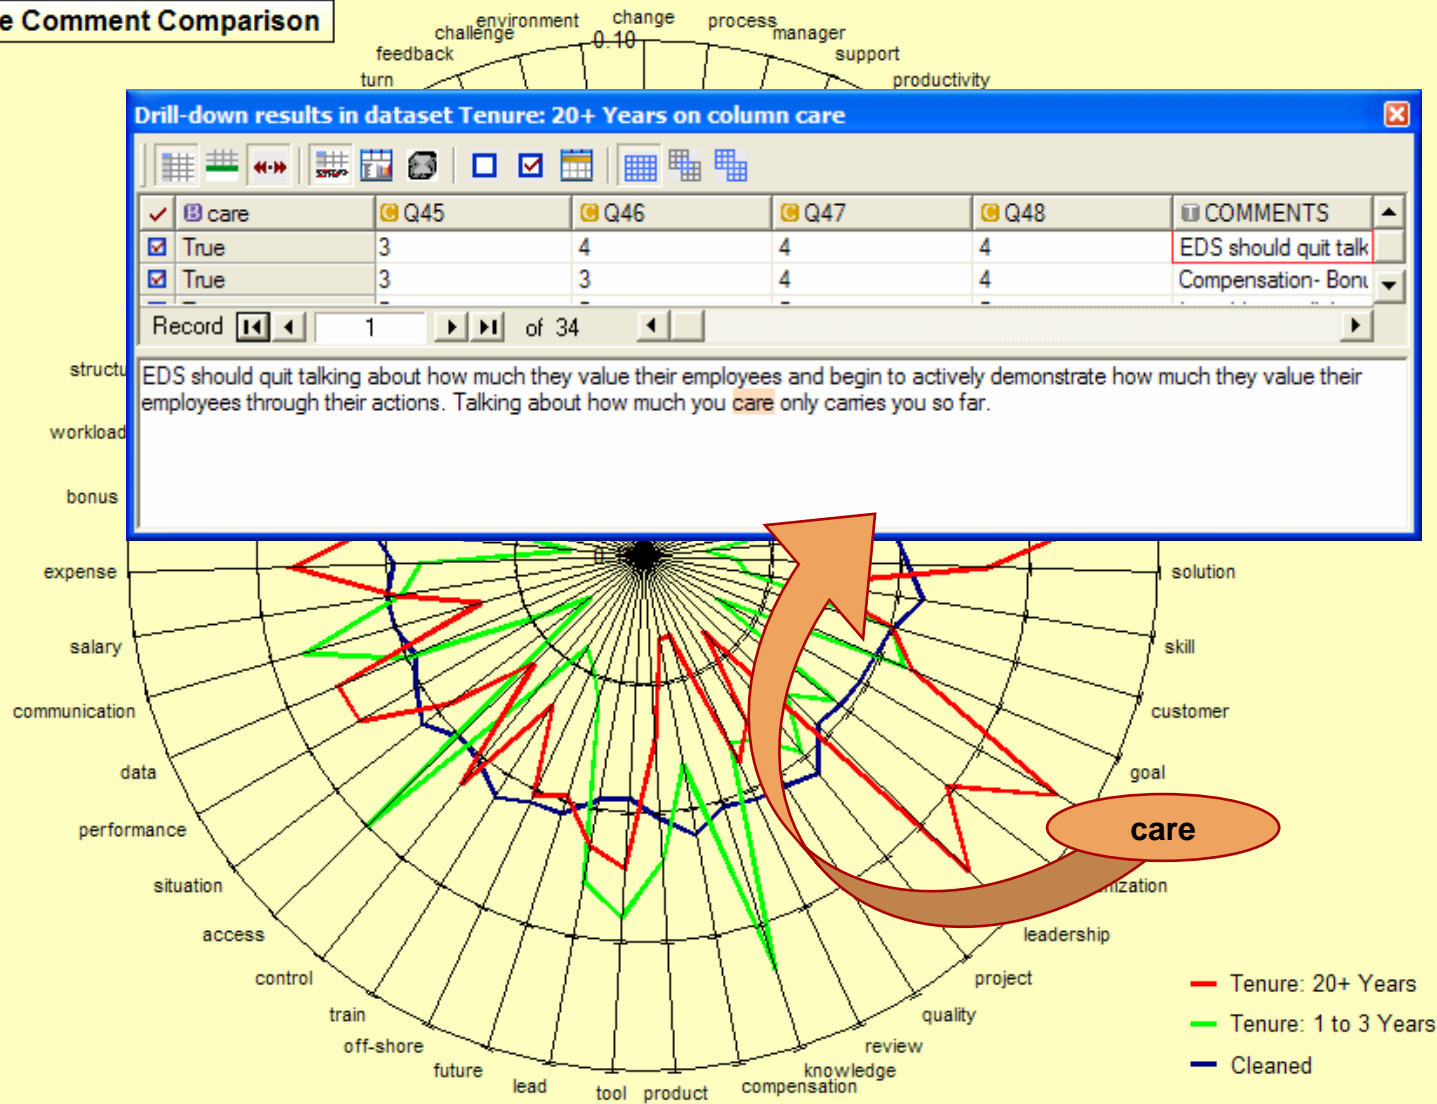 e Comment Comparison
environment
change
process
challenge
manager
0.10
feedback
support
turn
productivity
Drill-down results in dataset Tenure: 20+ Years on column care
care Q45 Q46 Q47 Q48 COMMENTS
True 3 4 4 4 EDS should quit talk
True 3 3 4 4 Compensation- Bonu
Record 1 of 34
EDS should quit talking about how much they value their employees and begin to actively demonstrate how much they value their
employees through their actions. Talking about how much you care only carries you so far.
structu
workload
bonus
0
expense
solution
salary
skill
communication
customer
data
goal
performance
care
situation
nization
access
leadership
control
project
train
quality
off-shore
review
future
knowledge
lead
compensation
tool
product
Tenure: 20+ Years
Tenure: 1 to 3 Years
Cleaned